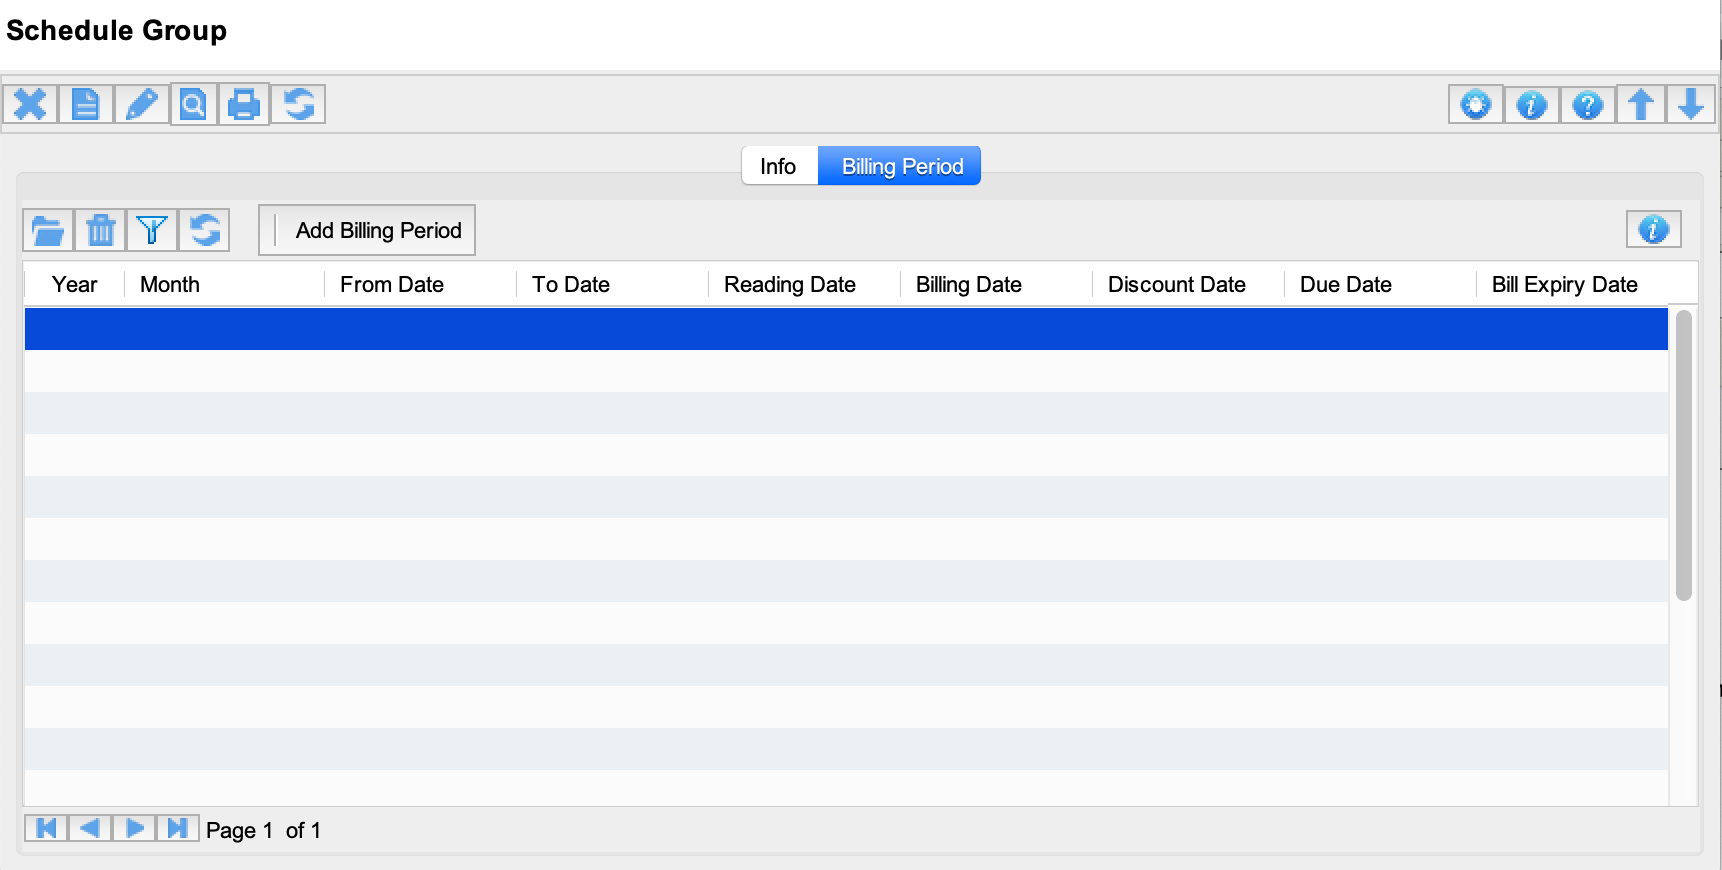 Schedule Group
Info Billing Period
Add Billing Period
Year Month From Date To Date Reading Date Billing Date Discount Date Due Date Bill Expiry Date
Page 1 of 1